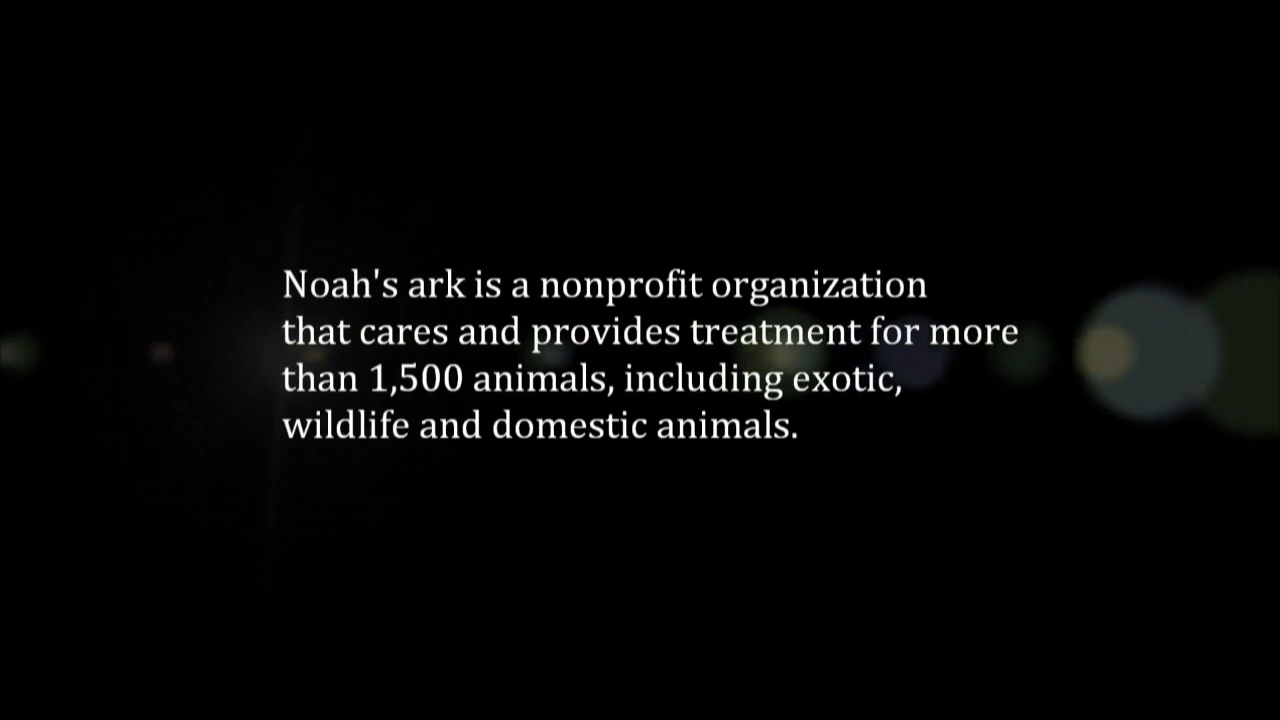 Noah's ark is a nonprofit organization
that cares and provides treatment for more
than 1,500 animals, including exotic,
wildlife and domestic animals.